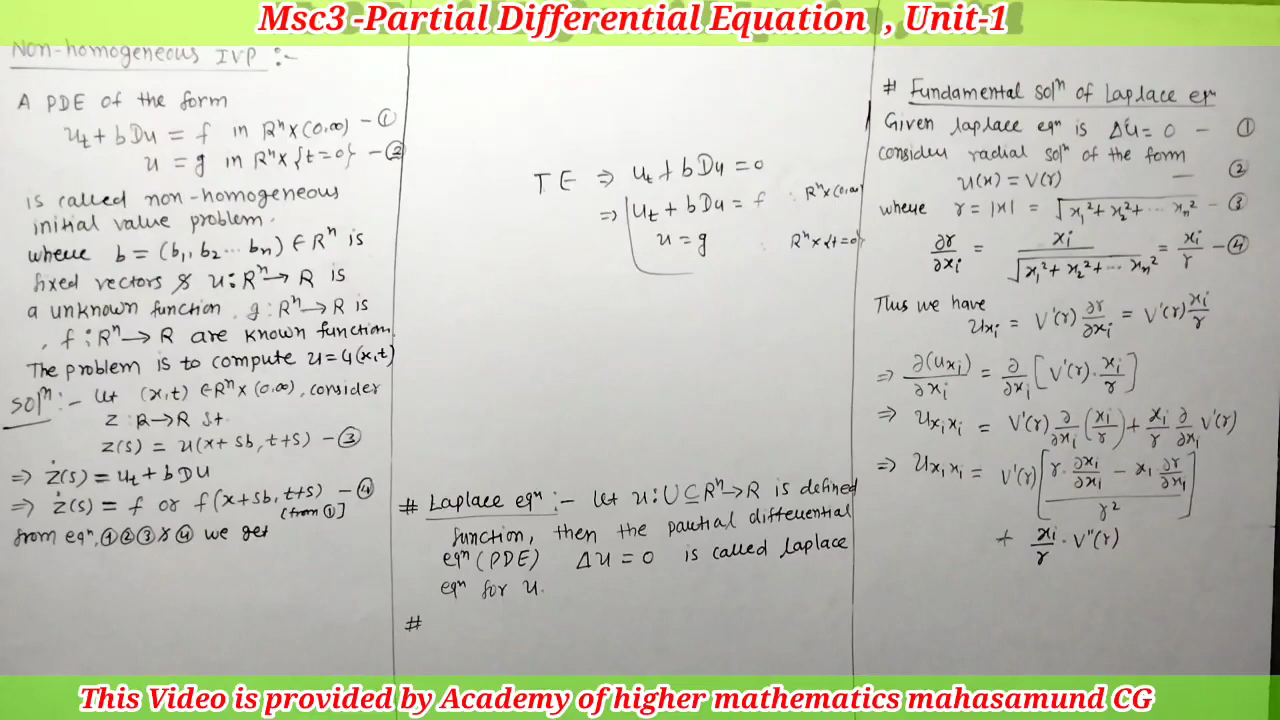 Msc3 -Partial Differential Equation , Unit-1
Non-homogeneous IVP :-
A PDE of the form
u_t + bDu = f in R^n×(0,∞) - ①
u = g in R^n×{t=0} - ②
is called non-homogeneous
initial value problem.
where b = (b₁, b₂ ... bₙ) ∈ R^n is
fixed vectors & u: R^n → R is
a unknown function, g: R^n → R is
, f: R^n → R are known function.
The problem is to compute u = u(x,t)
Solⁿ :- Let (x,t) ∈ R^n × (0,∞), consider
z : R → R s.t.
z(s) = u(x+sb, t+s) - ③
⇒ ż(s) = u_t + bDu
⇒ ż(s) = f or f(x+sb, t+s) - ④
[from ①]
from eqⁿ, ① ② ③ & ④ we get
TE ⇒ u_t + bDu = 0
⇒ u_t + bDu = f : R^n×(0,∞)
u = g : R^n×{t=0}
# Laplace eqⁿ :- Let u: U ⊆ R^n → R is defined
function, then the partial differential
eqⁿ (PDE) Δu = 0 is called laplace
eqⁿ for u.
#
# Fundamental solⁿ of Laplace eqⁿ
Given laplace eqⁿ is Δu = 0 - ①
consider radial solⁿ of the form
u(x) = v(r) — ②
where r = |x| = √(x₁²+x₂²+... xₙ²) - ③
∂r/∂xᵢ = xᵢ/√(x₁²+x₂²+... xₙ²) = xᵢ/r - ④
Thus we have
u_xᵢ = v'(r) ∂r/∂xᵢ = v'(r) xᵢ/r
⇒ ∂(u_xᵢ)/∂xᵢ = ∂/∂xᵢ [v'(r) · xᵢ/r]
⇒ u_xᵢxᵢ = v'(r) ∂/∂xᵢ (xᵢ/r) + xᵢ/r ∂/∂xᵢ v'(r)
⇒ u_xᵢxᵢ = v'(r) [(r · ∂xᵢ/∂xᵢ - xᵢ ∂r/∂xᵢ)/r²]
+ xᵢ/r · v''(r)
This Video is provided by Academy of higher mathematics mahasamund CG